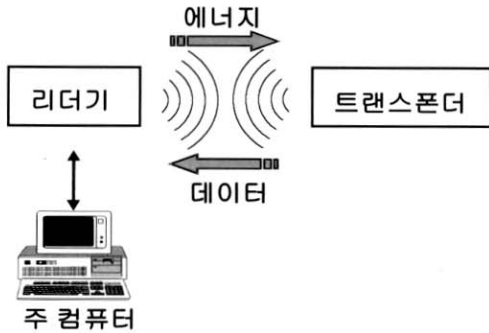 에너지
리더기
트랜스폰더
데이터
주 컴퓨터